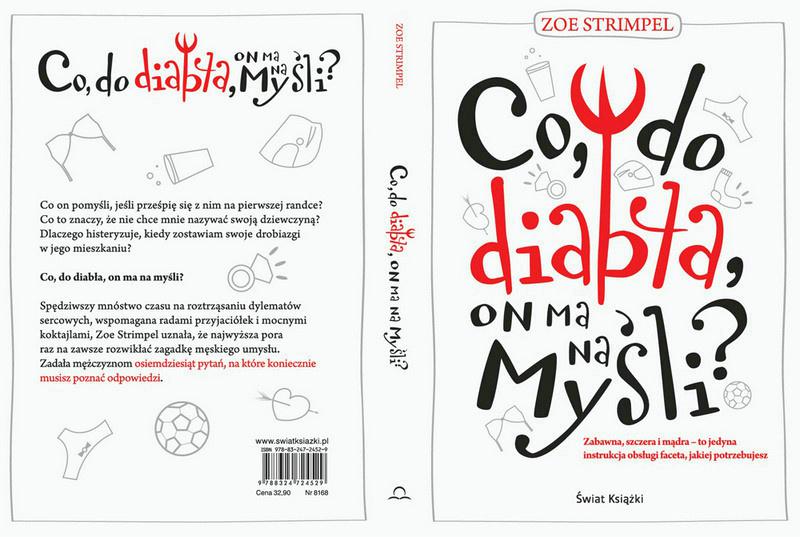 Co, do diabła, on ma na Myśli?
Co on pomyśli, jeśli prześpię się z nim na pierwszej randce?
Co to znaczy, że nie chce mnie nazywać swoją dziewczyną?
Dlaczego histeryzuje, kiedy zostawiam swoje drobiazgi
w jego mieszkaniu?
Co, do diabła, on ma na myśli?
Spędziwszy mnóstwo czasu na roztrząsaniu dylematów
sercowych, wspomagana radami przyjaciółek i mocnymi
koktajlami, Zoe Strimpel uznała, że najwyższa pora
raz na zawsze rozwikłać zagadkę męskiego umysłu.
Zadała mężczyznom osiemdziesiąt pytań, na które koniecznie
musisz poznać odpowiedzi.
www.swiatksiazki.pl
ISBN 978-83-247-2452-9
9 788324 724529
Cena 32,90 Nr 8168
ZOE STRIMPEL
Co, do diabła, on ma na Myśli?
ZOE STRIMPEL
Co, do
diabła,
on ma
na
Myśli?
Zabawna, szczera i mądra – to jedyna
instrukcja obsługi faceta, jakiej potrzebujesz
Świat Książki